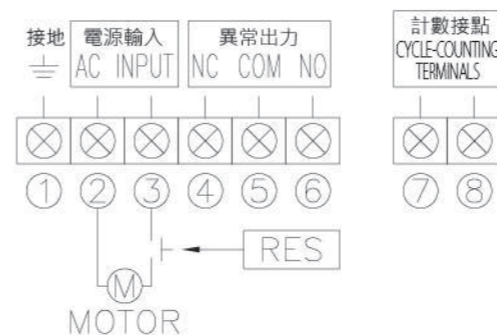 接地 電源輸入 異常出力 計數接點
AC INPUT NC COM NO CYCLE-COUNTING
TERMINALS
① ② ③ ④ ⑤ ⑥ ⑦ ⑧
RES
M
MOTOR